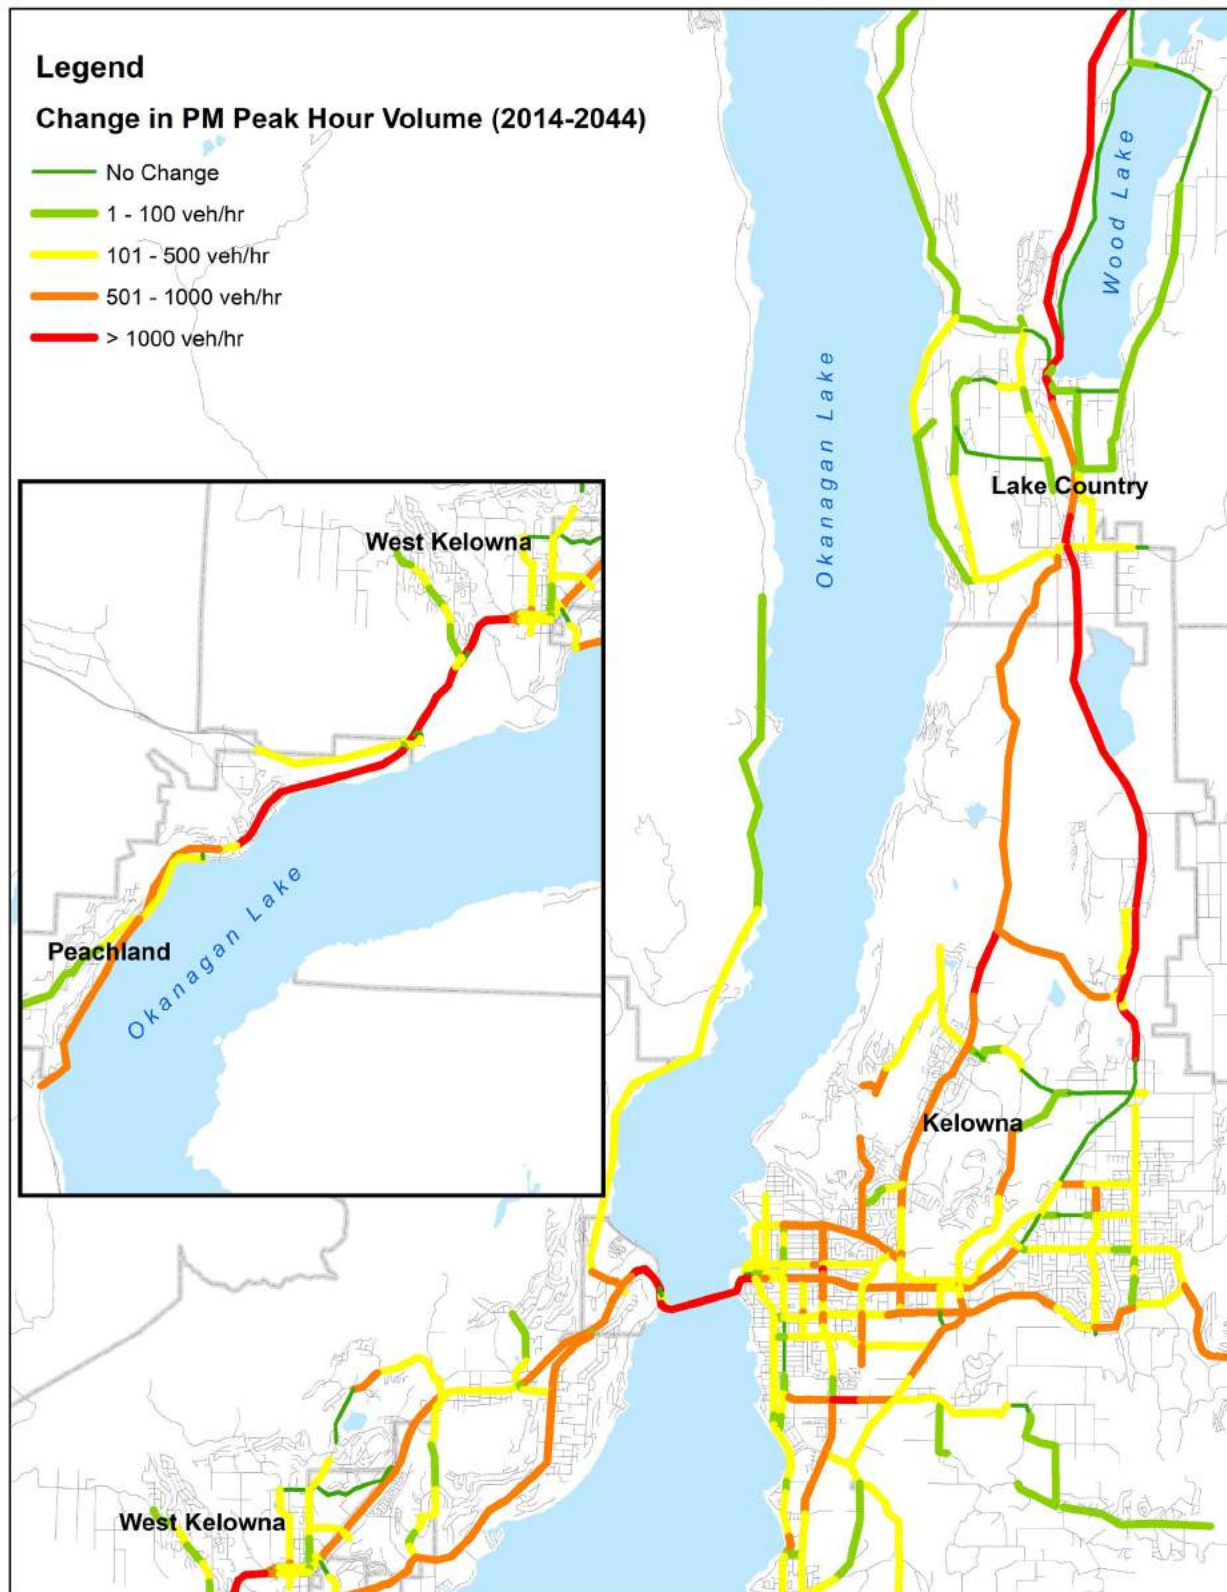 Legend
Change in PM Peak Hour Volume (2014-2044)
No Change
1 - 100 veh/hr
101 - 500 veh/hr
501 - 1000 veh/hr
> 1000 veh/hr
Wood Lake
Okanagan Lake
Lake Country
West Kelowna
Okanagan Lake
Peachland
Kelowna
West Kelowna